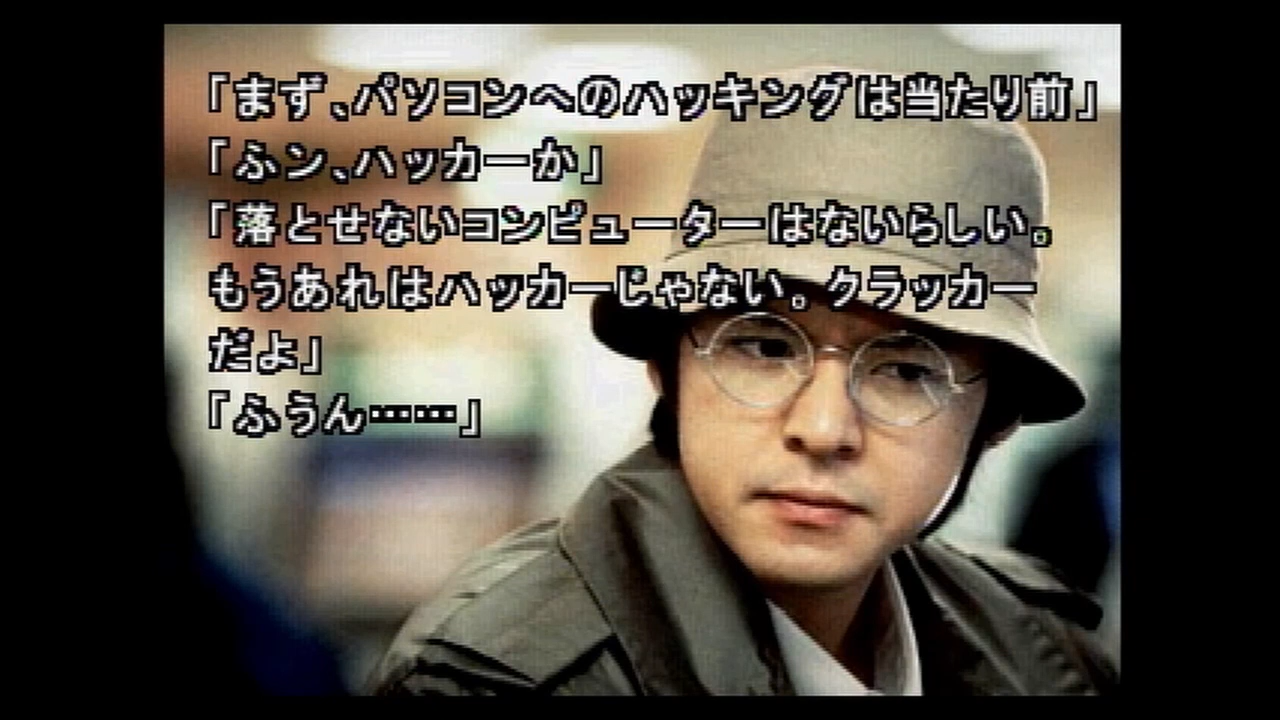 「まず、パソコンへのハッキングは当たり前」
「ふン、ハッカーか」
「落とせないコンピューターはないらしい。
もうあれはハッカーじゃない。クラッカー
だよ」
「ふうん……」